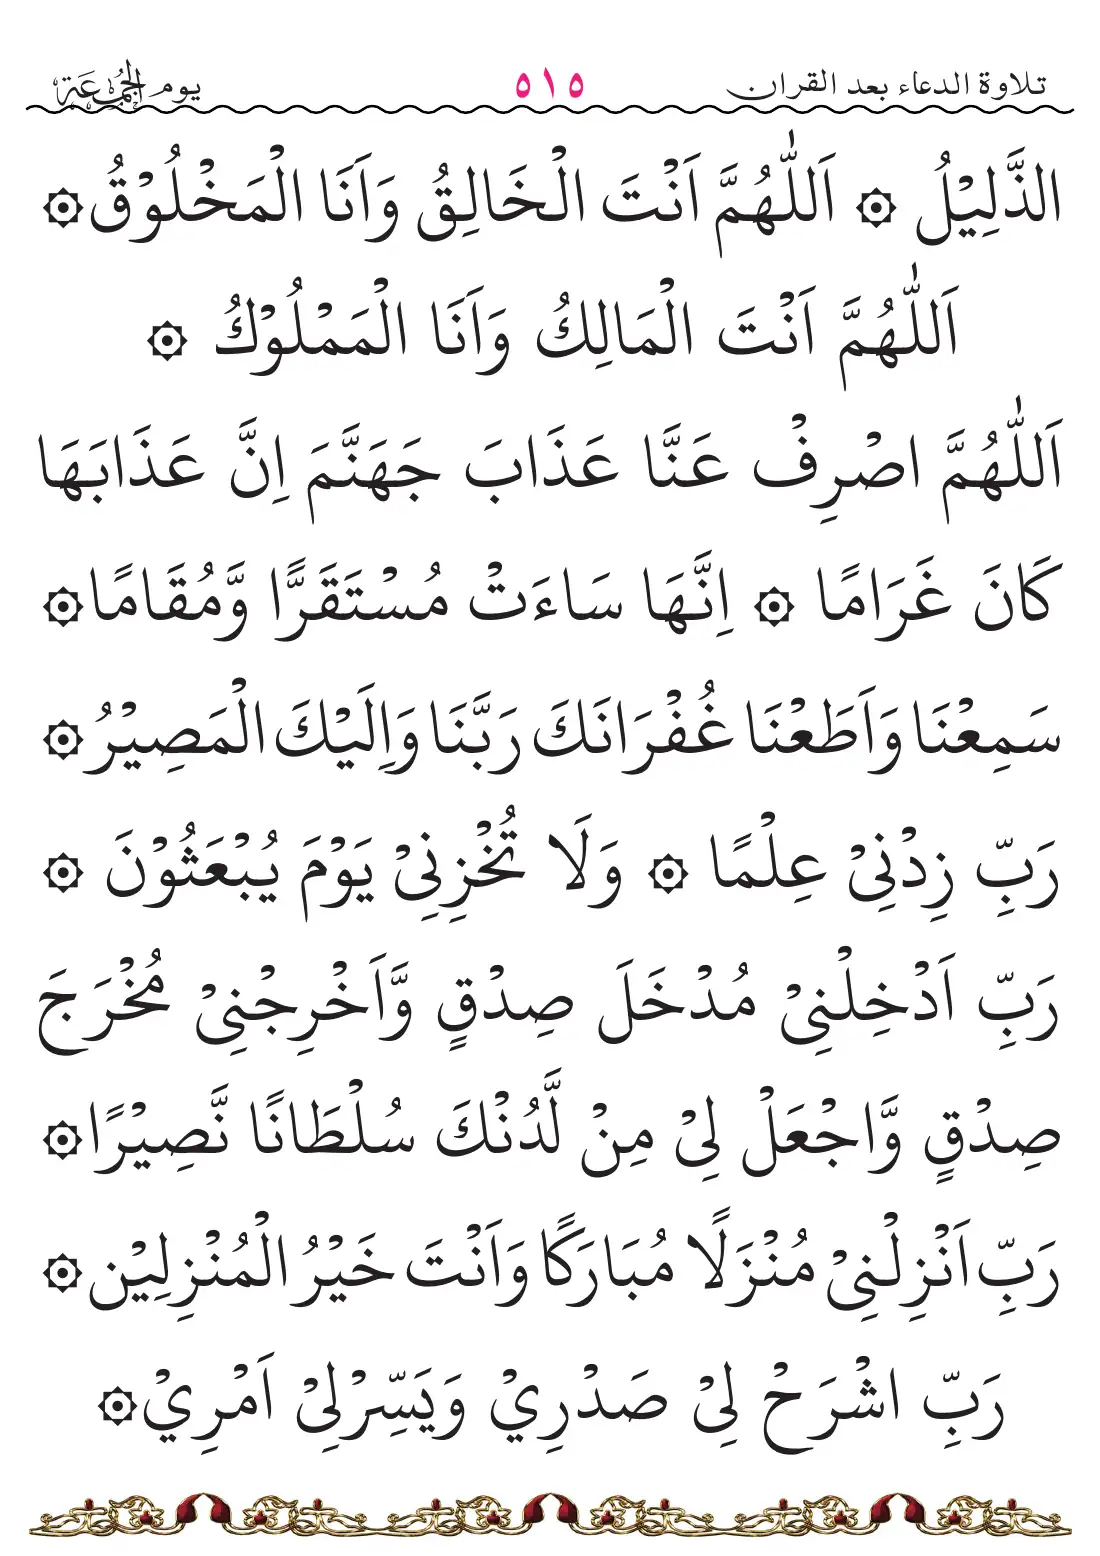 تلاوة الدعاء بعد القران ٥١٥ يوم الجُمُعَة
الذَّلِيْلُ ۞ اَللّٰهُمَّ اَنْتَ الْخَالِقُ وَاَنَا الْمَخْلُوْقُ ۞
اَللّٰهُمَّ اَنْتَ الْمَالِكُ وَاَنَا الْمَمْلُوْكُ ۞
اَللّٰهُمَّ اصْرِفْ عَنَّا عَذَابَ جَهَنَّمَ اِنَّ عَذَابَهَا
كَانَ غَرَامًا ۞ اِنَّهَا سَاءَتْ مُسْتَقَرًّا وَّمُقَامًا ۞
سَمِعْنَا وَاَطَعْنَا غُفْرَانَكَ رَبَّنَا وَاِلَيْكَ الْمَصِيْرُ ۞
رَبِّ زِدْنِيْ عِلْمًا ۞ وَلَا تُخْزِنِيْ يَوْمَ يُبْعَثُوْنَ ۞
رَبِّ اَدْخِلْنِيْ مُدْخَلَ صِدْقٍ وَّاَخْرِجْنِيْ مُخْرَجَ
صِدْقٍ وَّاجْعَلْ لِيْ مِنْ لَّدُنْكَ سُلْطَانًا نَّصِيْرًا ۞
رَبِّ اَنْزِلْنِيْ مُنْزَلًا مُبَارَكًا وَاَنْتَ خَيْرُ الْمُنْزِلِيْن ۞
رَبِّ اشْرَحْ لِيْ صَدْرِيْ وَيَسِّرْلِيْ اَمْرِيْ ۞